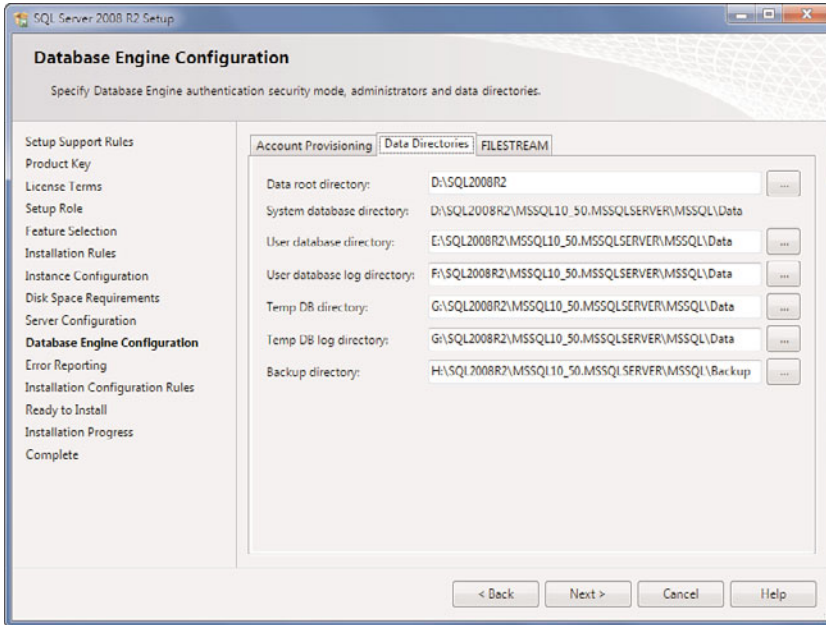 SQL Server 2008 R2 Setup
Database Engine Configuration
Specify Database Engine authentication security mode, administrators and data directories.
Setup Support Rules
Product Key
License Terms
Setup Role
Feature Selection
Installation Rules
Instance Configuration
Disk Space Requirements
Server Configuration
Database Engine Configuration
Error Reporting
Installation Configuration Rules
Ready to Install
Installation Progress
Complete
Account Provisioning Data Directories FILESTREAM
Data root directory: D:\SQL2008R2 ...
System database directory: D:\SQL2008R2\MSSQL10_50.MSSQLSERVER\MSSQL\Data
User database directory: E:\SQL2008R2\MSSQL10_50.MSSQLSERVER\MSSQL\Data ...
User database log directory: F:\SQL2008R2\MSSQL10_50.MSSQLSERVER\MSSQL\Data ...
Temp DB directory: G:\SQL2008R2\MSSQL10_50.MSSQLSERVER\MSSQL\Data ...
Temp DB log directory: G:\SQL2008R2\MSSQL10_50.MSSQLSERVER\MSSQL\Data ...
Backup directory: H:\SQL2008R2\MSSQL10_50.MSSQLSERVER\MSSQL\Backup ...
< Back Next > Cancel Help